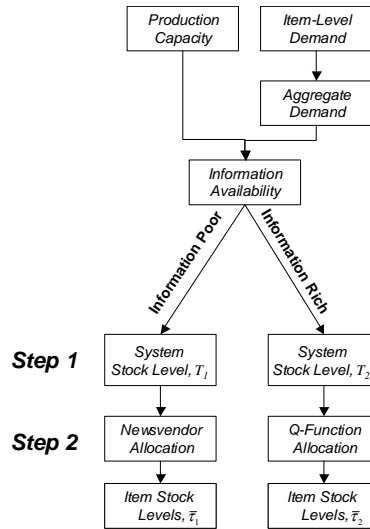 Production
Capacity
Item-Level
Demand
Aggregate
Demand
Information
Availability
Information Poor
Information Rich
Step 1
System
Stock Level, T₁
System
Stock Level, T₂
Step 2
Newsvendor
Allocation
Q-Function
Allocation
Item Stock
Levels, τ̄₁
Item Stock
Levels, τ̄₂